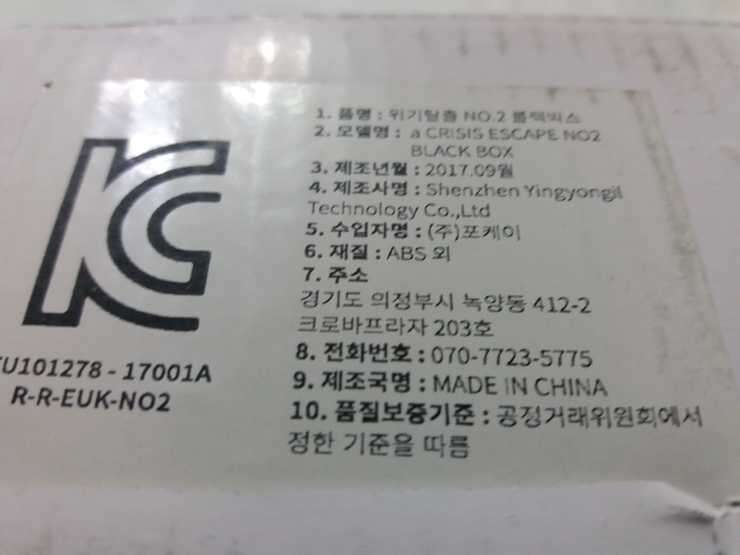 1. 품명 : 위기탈출 NO.2 블랙박스
2. 모델명 : a CRISIS ESCAPE NO2
BLACK BOX
3. 제조년월 : 2017.09월
4. 제조사명 : Shenzhen Yingyongil
Technology Co.,Ltd
5. 수입자명 : (주)포케이
6. 재질 : ABS 외
7. 주소
경기도 의정부시 녹양동 412-2
크로바프라자 203호
8. 전화번호 : 070-7723-5775
9. 제조국명 : MADE IN CHINA
10. 품질보증기준 : 공정거래위원회에서
정한 기준을 따름
KC
U101278 - 17001A
R-R-EUK-NO2